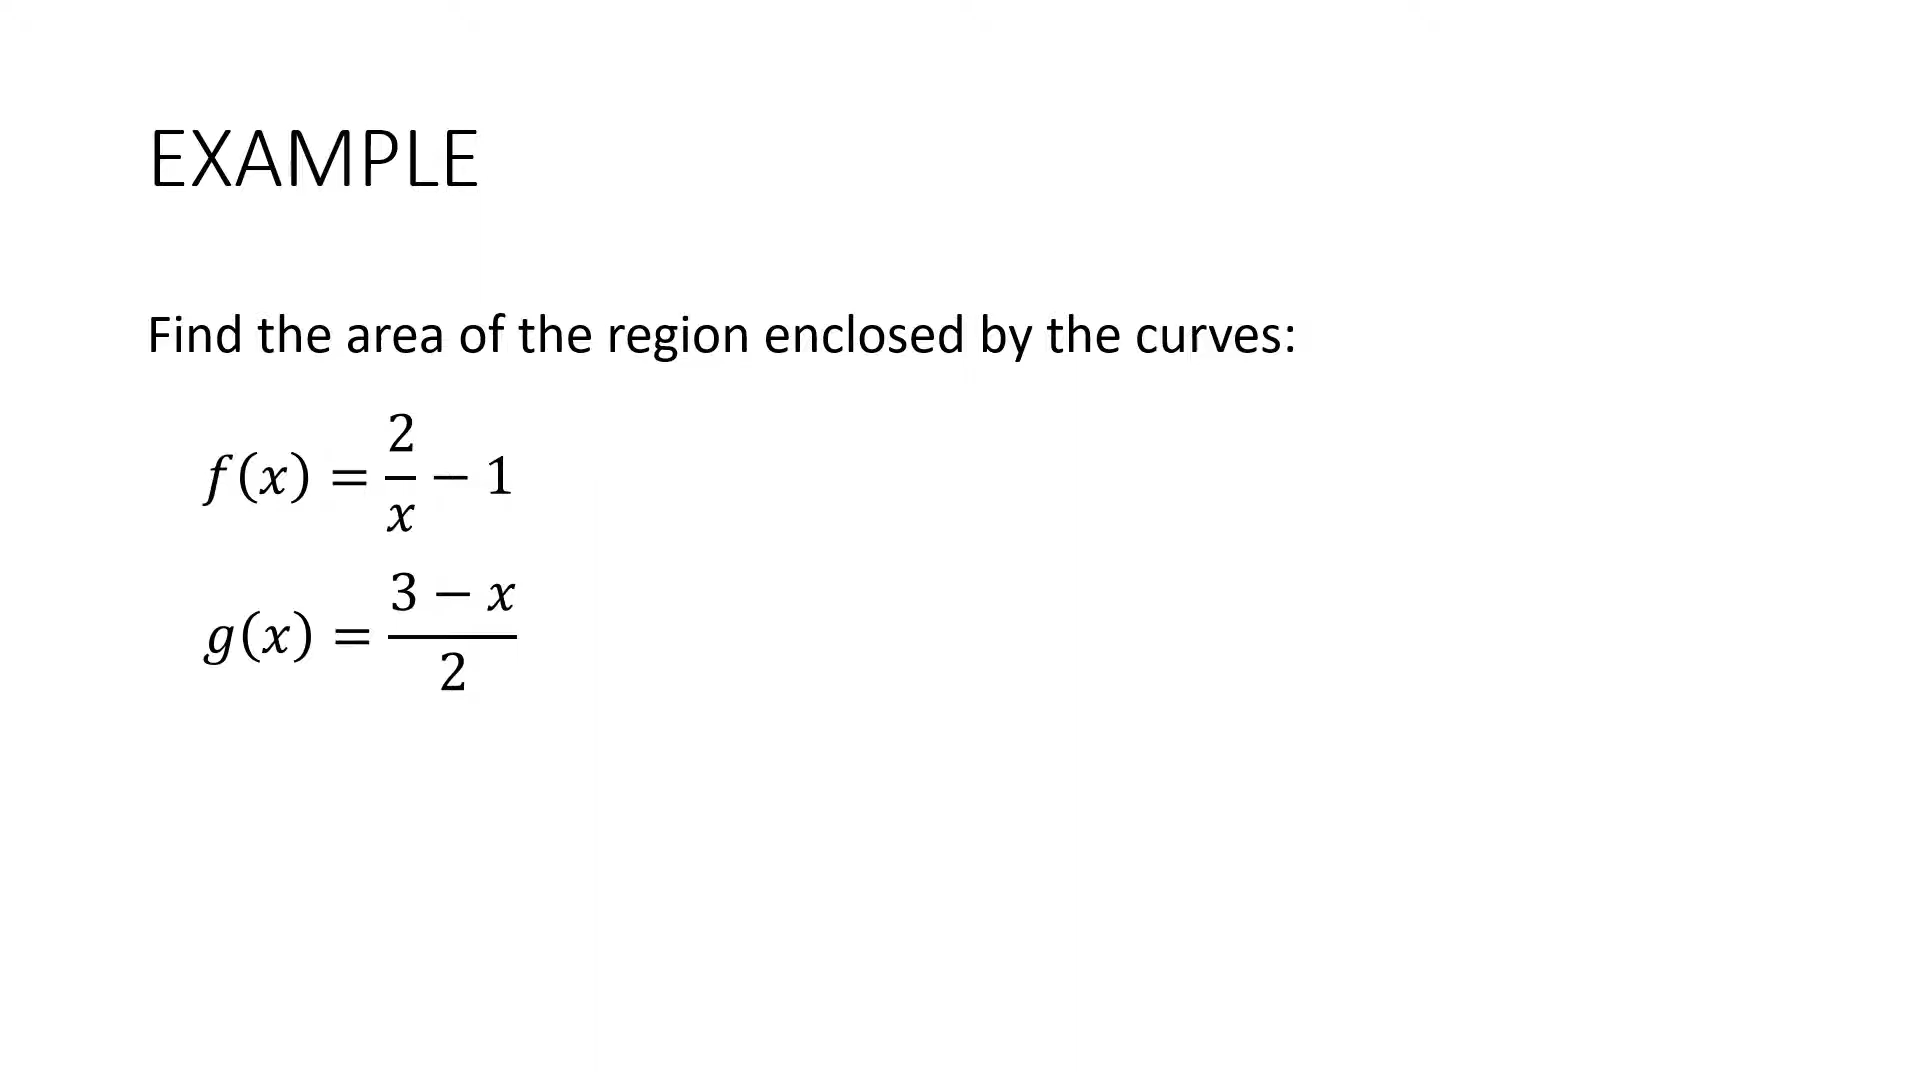 EXAMPLE
Find the area of the region enclosed by the curves:
f(x) = 2/x − 1
g(x) = (3 − x)/2